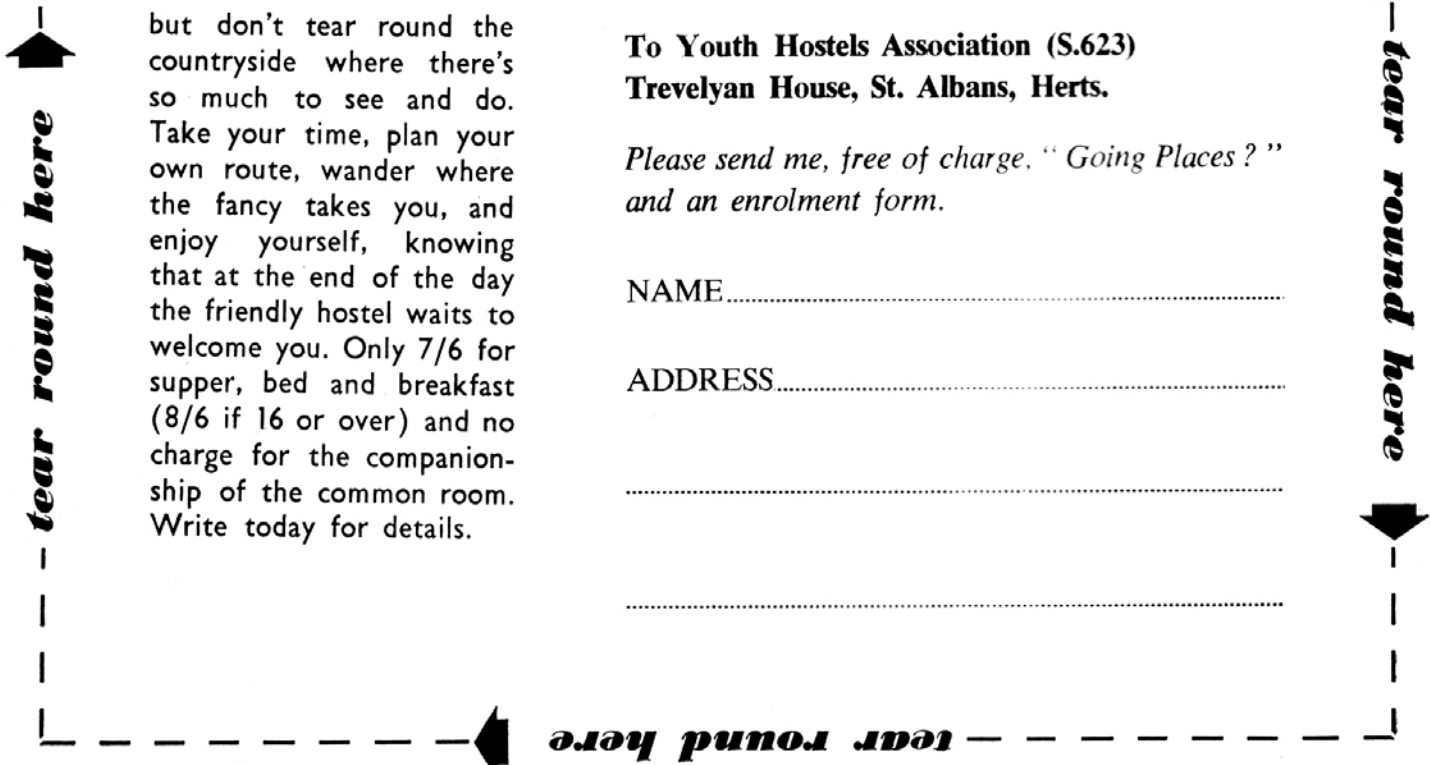 but don't tear round the
countryside where there's
so much to see and do.
Take your time, plan your
own route, wander where
the fancy takes you, and
enjoy yourself, knowing
that at the end of the day
the friendly hostel waits to
welcome you. Only 7/6 for
supper, bed and breakfast
(8/6 if 16 or over) and no
charge for the companion-
ship of the common room.
Write today for details.
To Youth Hostels Association (S.623)
Trevelyan House, St. Albans, Herts.
Please send me, free of charge, “ Going Places ? ”
and an enrolment form.
NAME
ADDRESS
tear round here
tear round here
tear round here